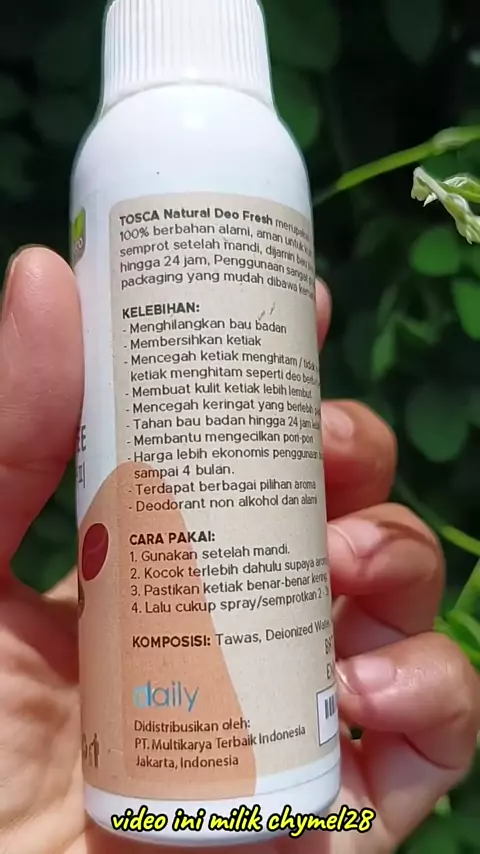 TOSCA Natural Deo Fresh
100% berbahan alami, aman untuk
semprot setelah mandi, dijamin
hingga 24 jam, Penggunaan
packaging yang mudah dibawa
KELEBIHAN:
- Menghilangkan bau badan
- Membersihkan ketiak
- Mencegah ketiak menghitam /
ketiak menghitam seperti deo
- Membuat kulit ketiak lebih lembut
- Mencegah keringat yang berlebih
- Tahan bau badan hingga 24 jam
- Membantu mengecilkan pori-pori
- Harga lebih ekonomis
sampai 4 bulan.
- Terdapat berbagai pilihan aroma
- Deodorant non alkohol dan alami
CARA PAKAI:
1. Gunakan setelah mandi.
2. Kocok terlebih dahulu supaya
3. Pastikan ketiak benar-benar kering
4. Lalu cukup spray/semprotkan 2 -
KOMPOSISI: Tawas, Deionized Water
daily
Didistribusikan oleh:
PT. Multikarya Terbaik Indonesia
Jakarta, Indonesia
video ini milik chymel28